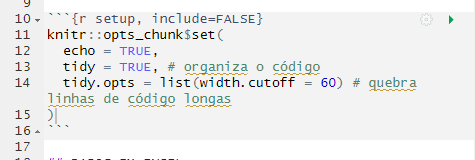 10 ```{r setup, include=FALSE}
11 knitr::opts_chunk$set(
12 echo = TRUE,
13 tidy = TRUE, # organiza o código
14 tidy.opts = list(width.cutoff = 60) # quebra
linhas de código longas
15 )
16 ```